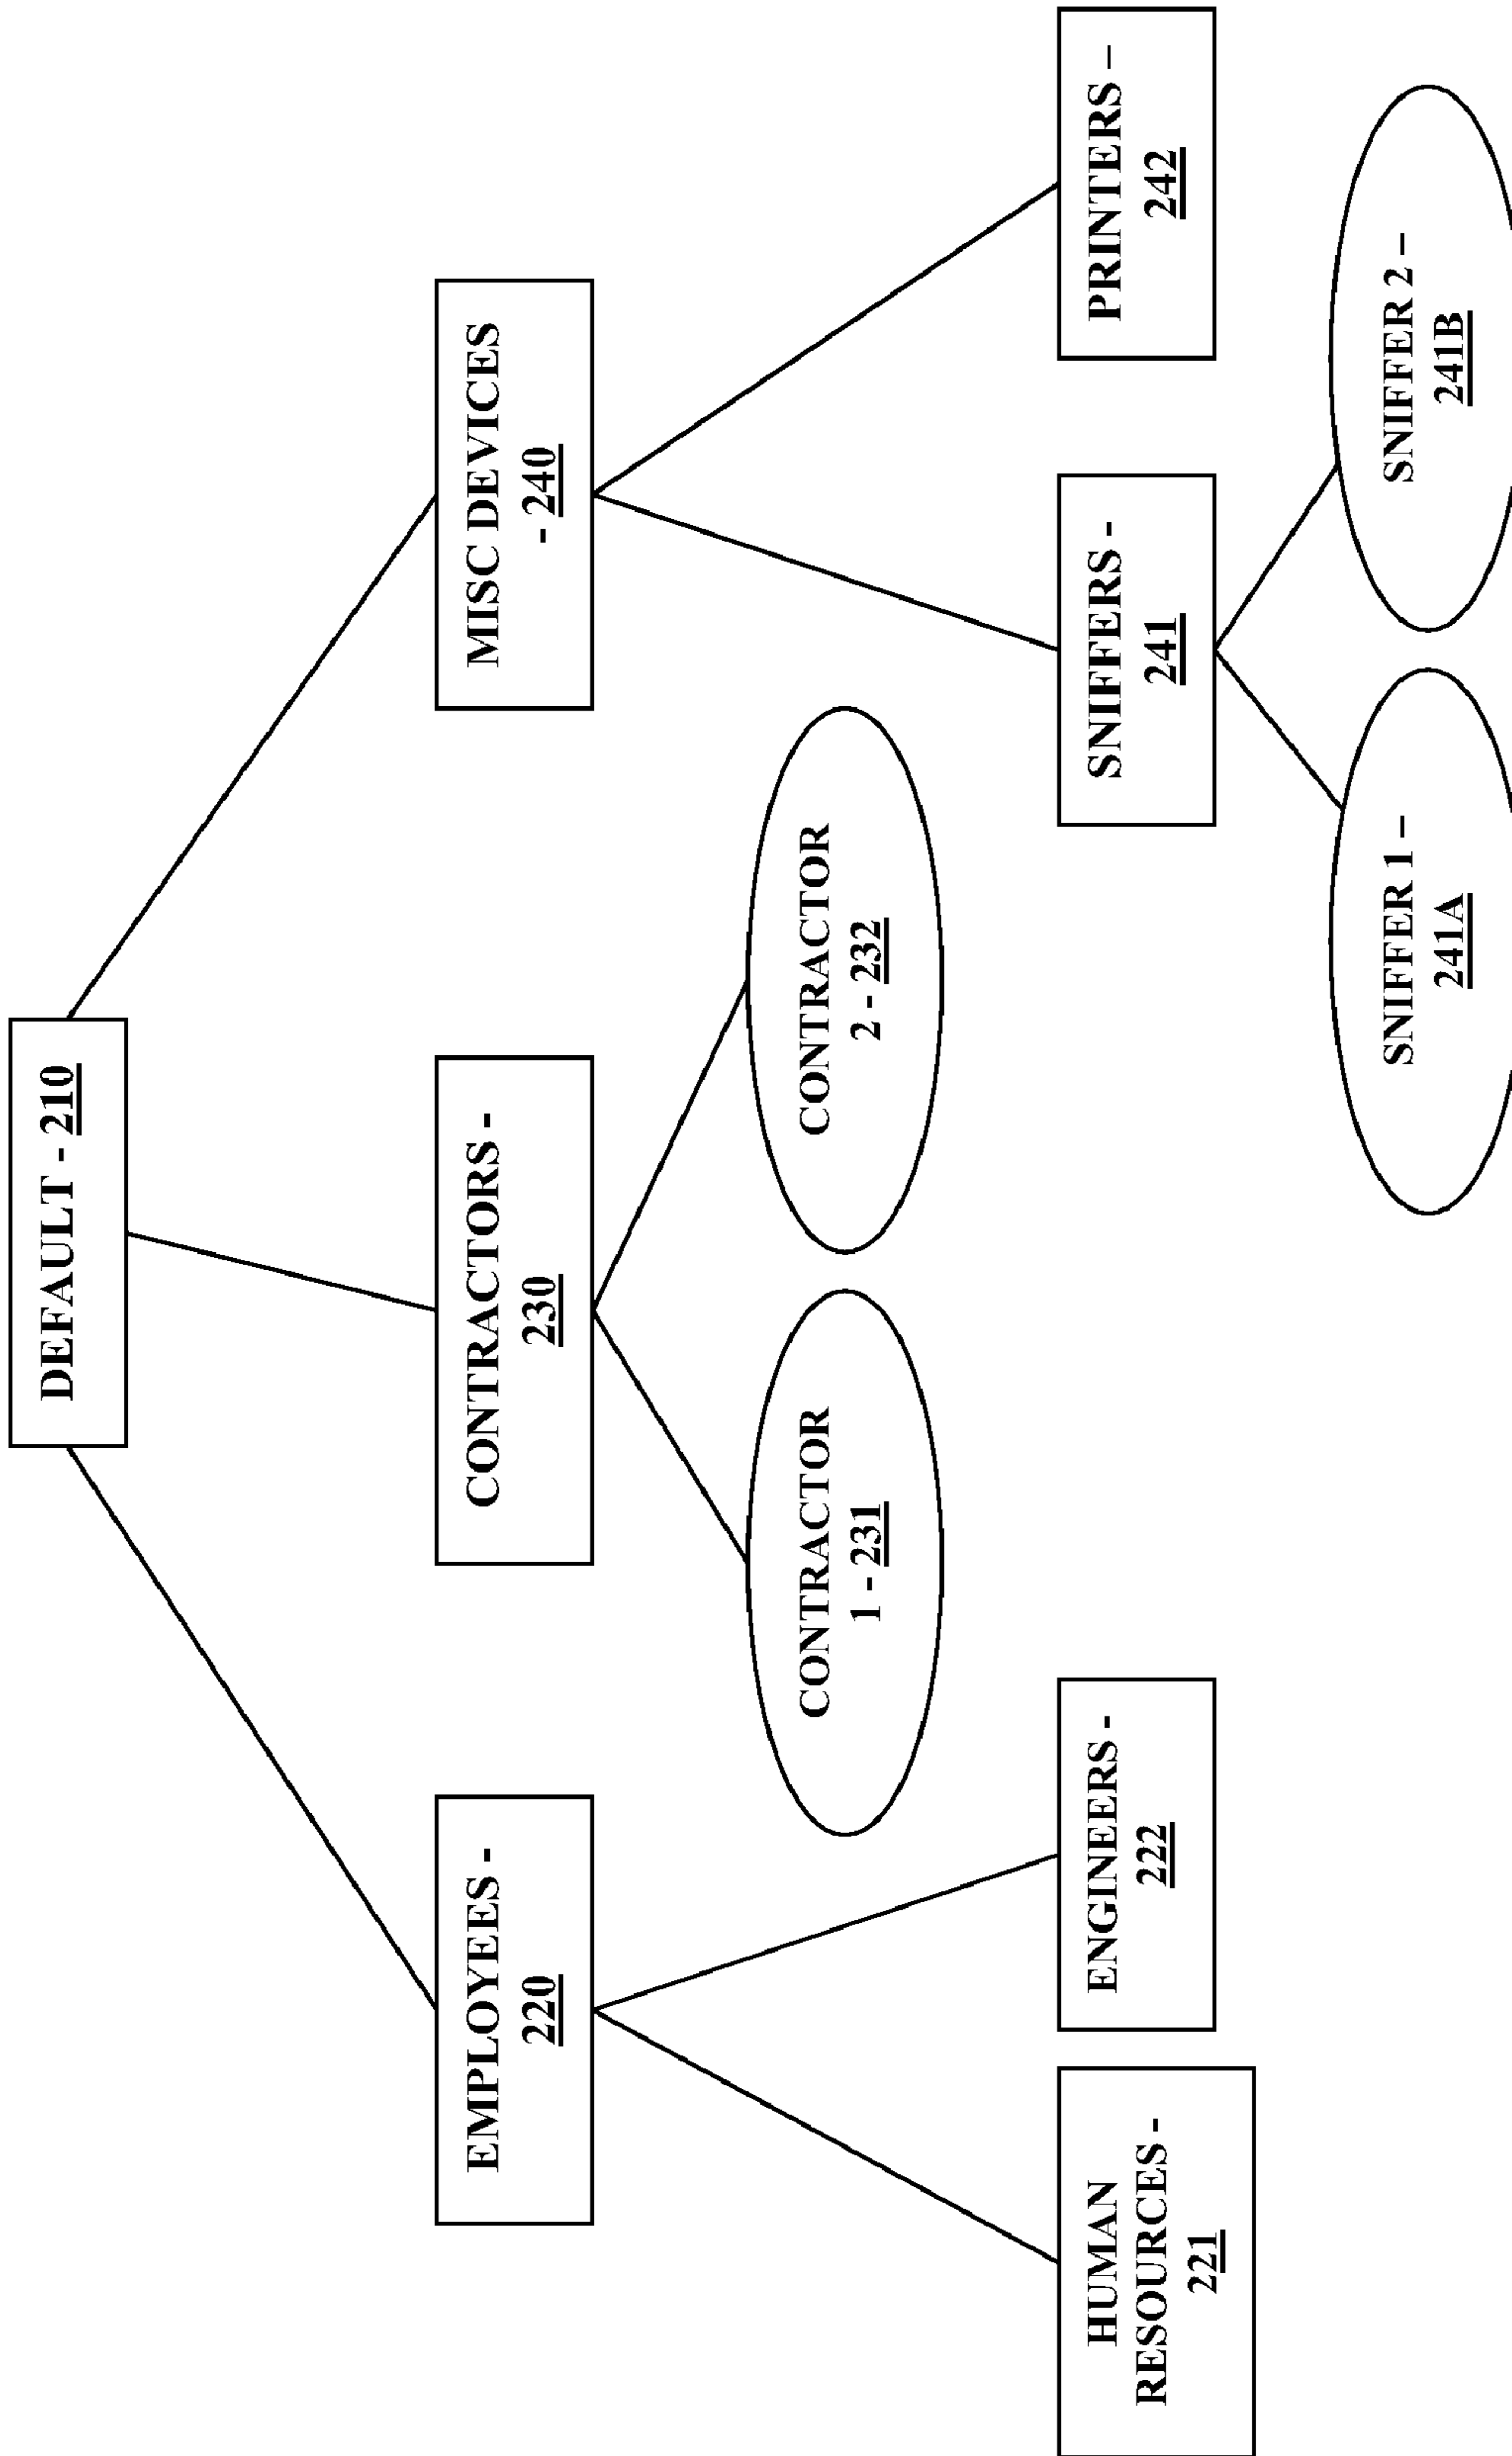 DEFAULT - 210
EMPLOYEES -
220
CONTRACTORS -
230
MISC DEVICES
- 240
CONTRACTOR
1 - 231
CONTRACTOR
2 - 232
HUMAN
RESOURCES -
221
ENGINEERS -
222
SNIFFERS -
241
PRINTERS –
242
SNIFFER 1 –
241A
SNIFFER 2 –
241B